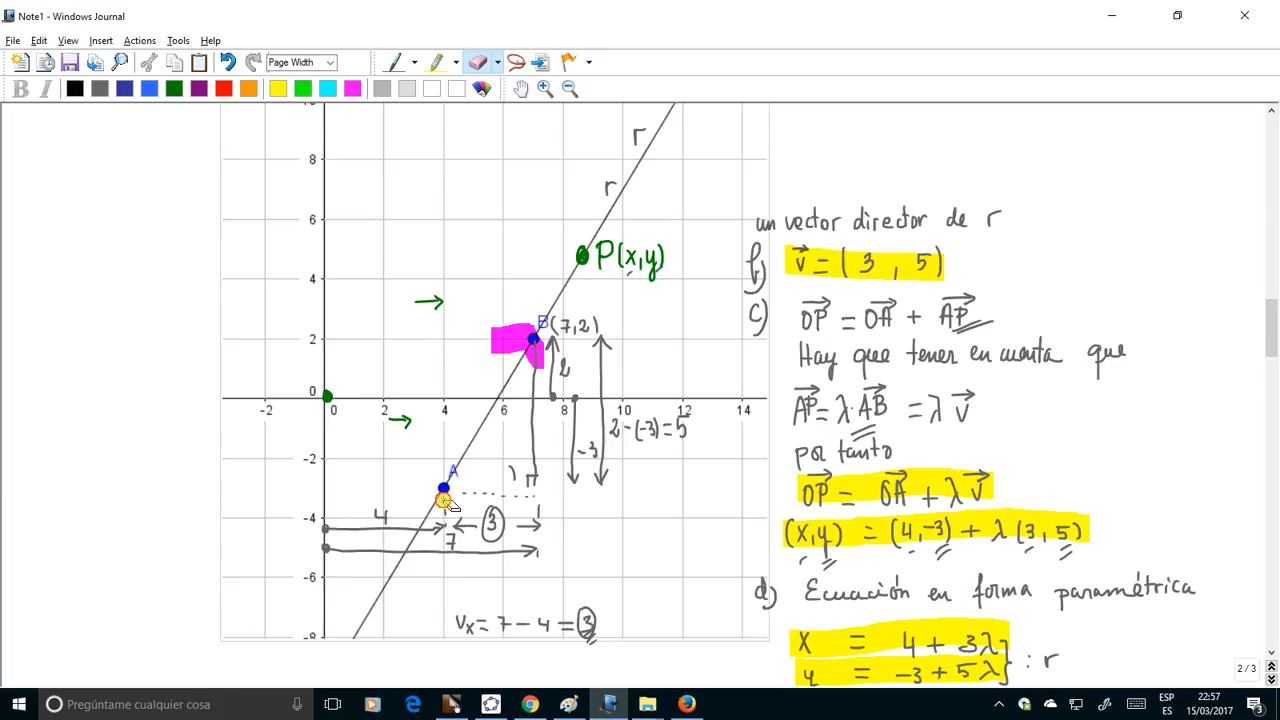 Note1 - Windows Journal
File Edit View Insert Actions Tools Help
Page Width
B I
10
8
6
4
2
0
-2
-4
-6
-8
-2 0 2 4 6 8 10 12 14
r
r
P(x,y)
B (7,2)
2
-3
2 - (-3) = 5
A
4
3
7
vx = 7 - 4 = 3
un vector director de r
b) v = ( 3 , 5 )
c) OP = OA + AP
Hay que tener en cuenta que
AP = λ·AB = λ v
por tanto
OP = OA + λ v
(x,y) = (4,-3) + λ (3,5)
d) Ecuación en forma paramétrica
x = 4 + 3λ
y = -3 + 5λ } : r
2 / 3
Pregúntame cualquier cosa
ESP
ES
22:57
15/03/2017